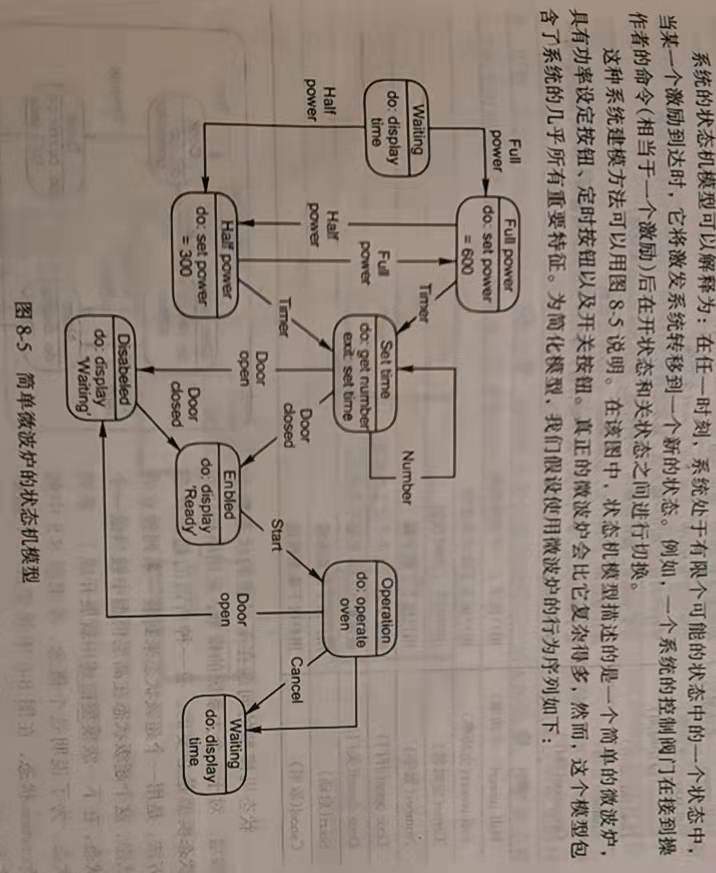 系统的状态机模型可以解释为：在任一时刻，系统处于有限个可能的状态中的一个状态中，
当某一个激励到达时，它将激发系统转移到一个新的状态。例如，一个系统的控制阀门在接到操
作者的命令(相当于一个激励)后在开状态和关状态之间进行切换。
这种系统建模方法可以用图 8-5 说明。在该图中，状态机模型描述的是一个简单的微波炉，
具有功率设定按钮、定时按钮以及开关按钮。真正的微波炉会比它复杂得多，然而，这个模型包
含了系统的几乎所有重要特征。为简化模型，我们假设使用微波炉的行为序列如下：
Full
power
Full power
do: set power
= 600
Waiting
do: display
time
Timer
Full
power
Half
power
Half
power
Set time
do: get number
exit: set time
Number
Operation
do: operate
oven
Timer
Door
open
Door
closed
Start
Cancel
Door
open
Half power
do: set power
= 300
Enbled
do: display
'Ready'
Waiting
do: display
time
Door
closed
Disabeled
do: display
'Waiting'
图 8-5 简单微波炉的状态机模型